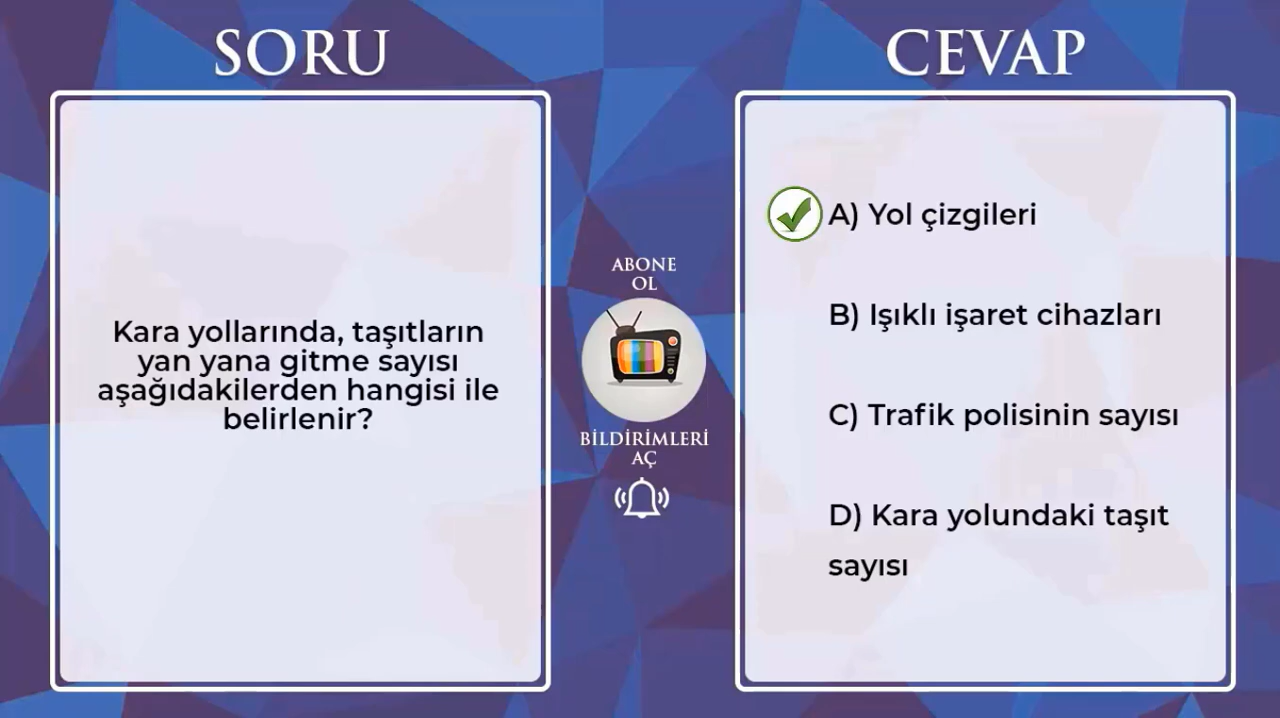 SORU
Kara yollarında, taşıtların
yan yana gitme sayısı
aşağıdakilerden hangisi ile
belirlenir?
ABONE
OL
BİLDİRİMLERİ
AÇ
CEVAP
A) Yol çizgileri
B) Işıklı işaret cihazları
C) Trafik polisinin sayısı
D) Kara yolundaki taşıt
sayısı